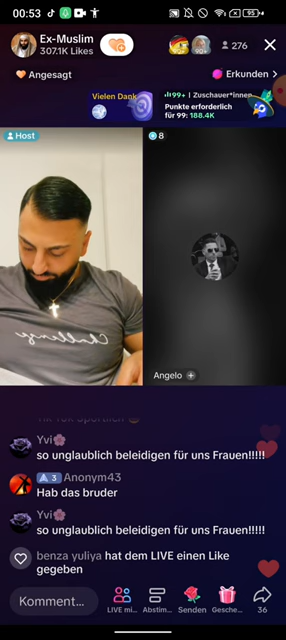 00:53
95
Ex-Muslim
307.1K Likes
276
Angesagt
Erkunden
Vielen Dank
99+ | Zuschauer*innen
Punkte erforderlich
für 99: 188.4K
Host
8
Challenge
Angelo
Yvi🌸
so unglaublich beleidigen für uns Frauen!!!!!
3 Anonym43
Hab das bruder
Yvi🌸
so unglaublich beleidigen für uns Frauen!!!!!
benza yuliya hat dem LIVE einen Like
gegeben
Komment...
LIVE mi...
Abstim...
Senden
Gesche...
36